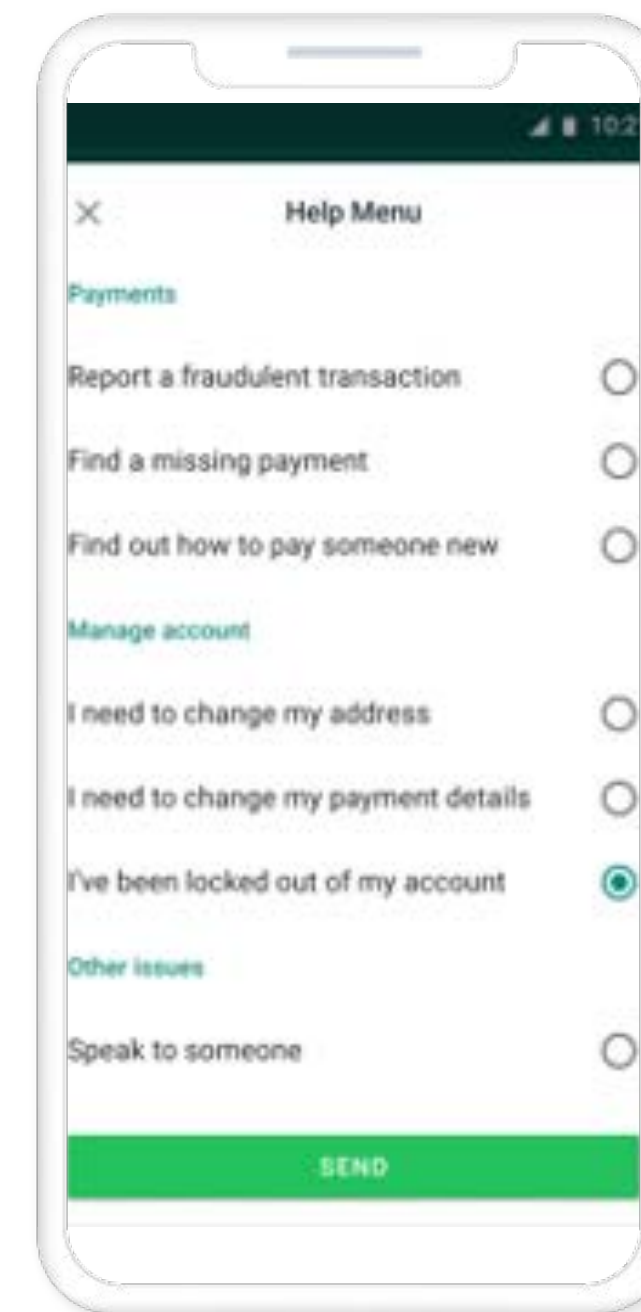 10:2
Help Menu
Payments
Report a fraudulent transaction
Find a missing payment
Find out how to pay someone new
Manage account
I need to change my address
I need to change my payment details
I've been locked out of my account
Other issues
Speak to someone
SEND